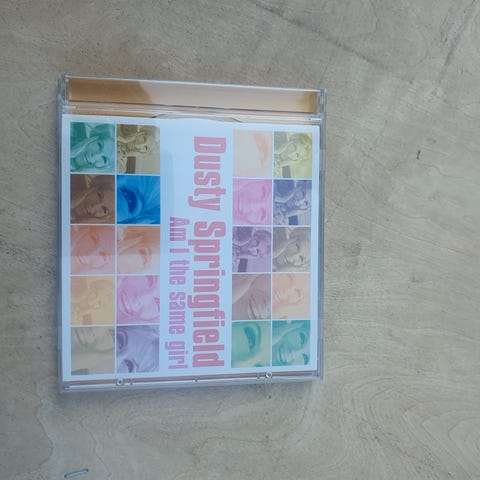 Dusty Springfield
Am I the same girl